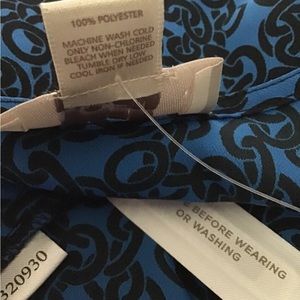 100% POLYESTER
MACHINE WASH COLD
ONLY NON-CHLORINE
BLEACH WHEN NEEDED
TUMBLE DRY LOW
COOL IRON IF NEEDED
BEFORE WEARING
OR WASHING
320930